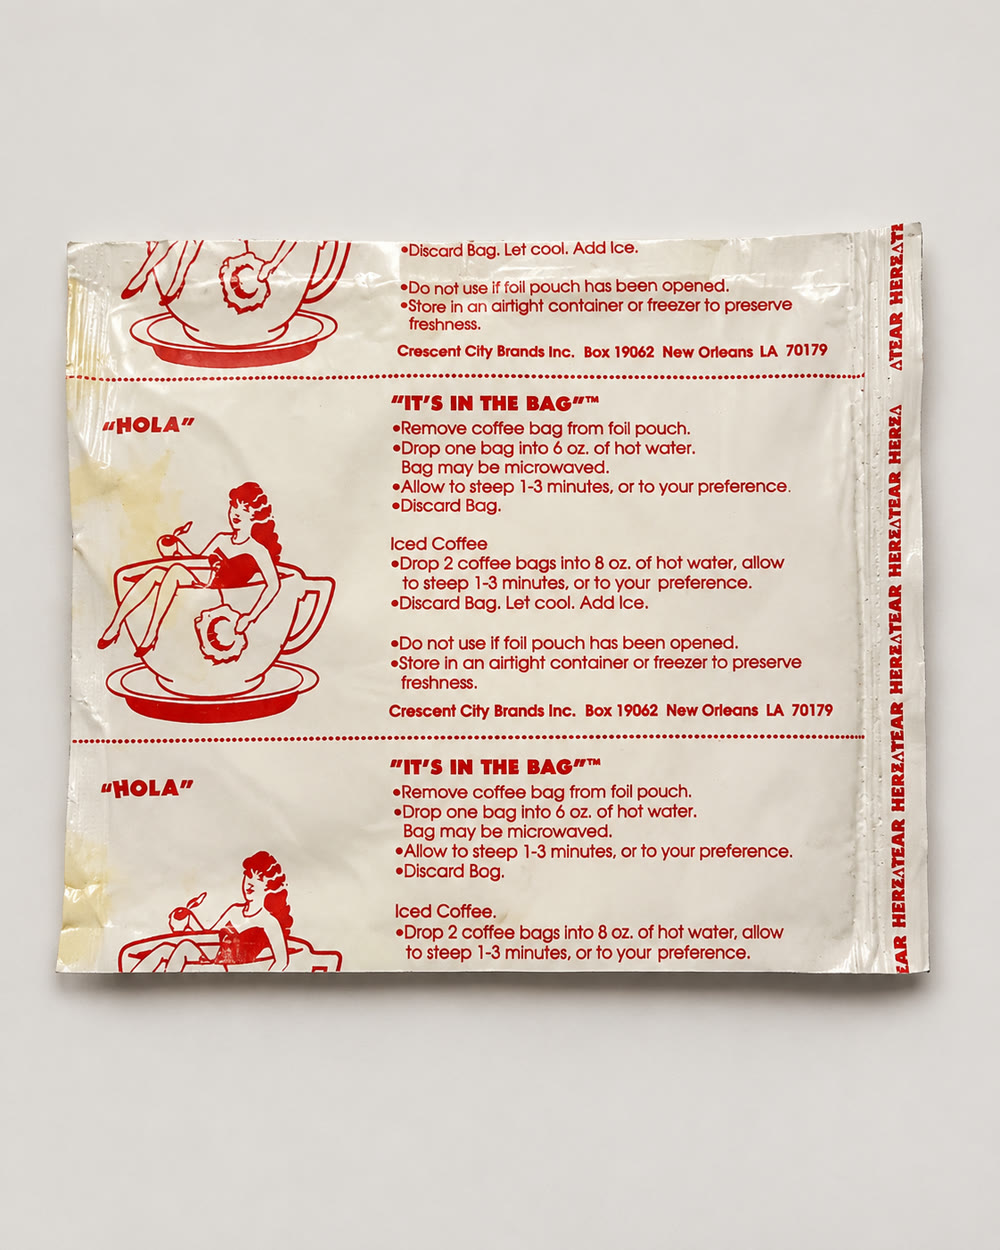 •Discard Bag. Let cool. Add Ice.
•Do not use if foil pouch has been opened.
•Store in an airtight container or freezer to preserve
freshness.
Crescent City Brands Inc. Box 19062 New Orleans LA 70179
"HOLA"
"IT'S IN THE BAG"™
•Remove coffee bag from foil pouch.
•Drop one bag into 6 oz. of hot water.
Bag may be microwaved.
•Allow to steep 1-3 minutes, or to your preference.
•Discard Bag.
Iced Coffee
•Drop 2 coffee bags into 8 oz. of hot water, allow
to steep 1-3 minutes, or to your preference.
•Discard Bag. Let cool. Add Ice.
•Do not use if foil pouch has been opened.
•Store in an airtight container or freezer to preserve
freshness.
Crescent City Brands Inc. Box 19062 New Orleans LA 70179
"HOLA"
"IT'S IN THE BAG"™
•Remove coffee bag from foil pouch.
•Drop one bag into 6 oz. of hot water.
Bag may be microwaved.
•Allow to steep 1-3 minutes, or to your preference.
•Discard Bog.
Iced Coffee.
•Drop 2 coffee bags into 8 oz. of hot water, allow
to steep 1-3 minutes, or to your preference.
EAR HERE TEAR HERE TEAR HERE TEAR HERE TEAR HERE TEAR HERE TEAR HERE